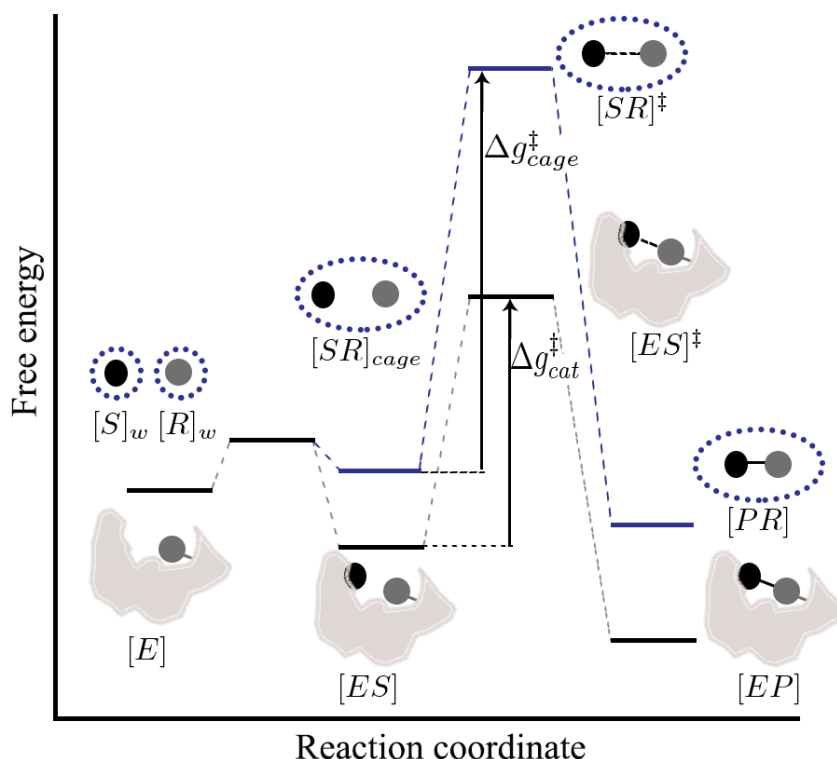 [SR]‡
Δg‡cage
[SR]cage
[ES]‡
Δg‡cat
[S]w [R]w
[PR]
[E]
[ES]
[EP]
Free energy
Reaction coordinate